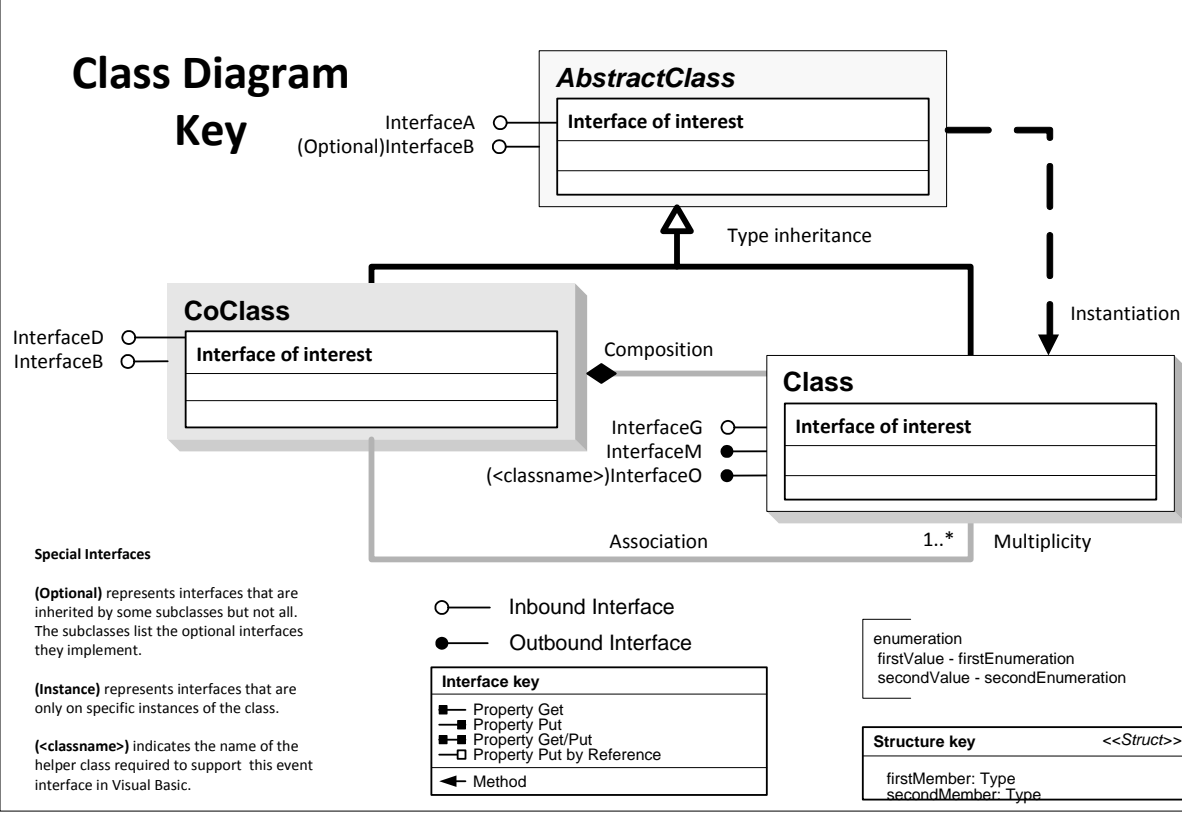 Class Diagram
Key
AbstractClass
Interface of interest
InterfaceA
(Optional)InterfaceB
Type inheritance
Instantiation
CoClass
Interface of interest
InterfaceD
InterfaceB
Composition
Class
Interface of interest
InterfaceG
InterfaceM
(<classname>)InterfaceO
Association
1..*
Multiplicity
Special Interfaces
(Optional) represents interfaces that are
inherited by some subclasses but not all.
The subclasses list the optional interfaces
they implement.
(Instance) represents interfaces that are
only on specific instances of the class.
(<classname>) indicates the name of the
helper class required to support this event
interface in Visual Basic.
Inbound Interface
Outbound Interface
Interface key
Property Get
Property Put
Property Get/Put
Property Put by Reference
Method
enumeration
firstValue - firstEnumeration
secondValue - secondEnumeration
Structure key <<Struct>>
firstMember: Type
secondMember: Type